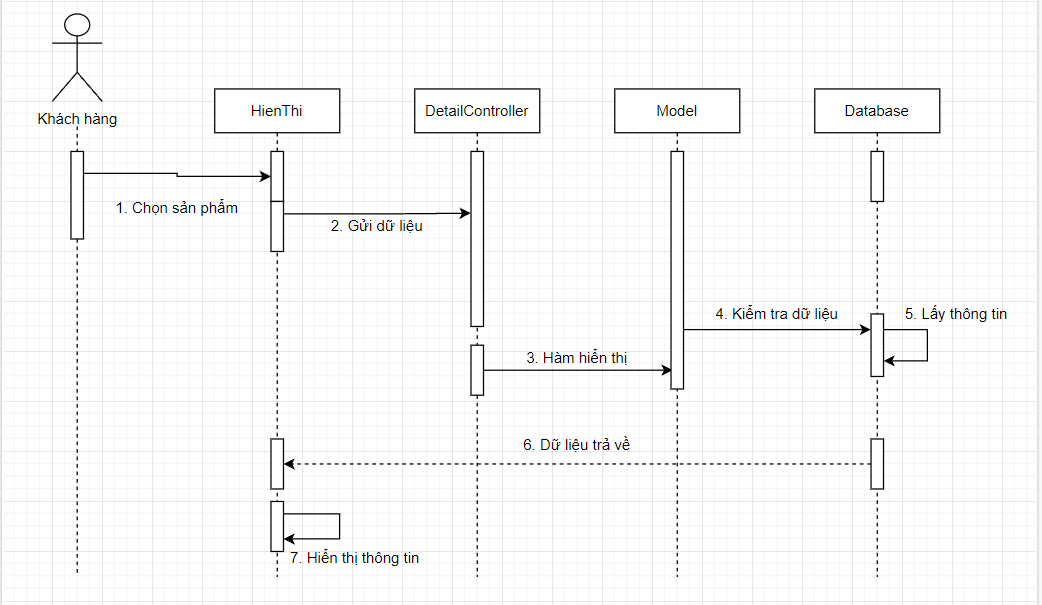 Khách hàng
HienThi
DetailController
Model
Database
1. Chọn sản phẩm
2. Gửi dữ liệu
4. Kiểm tra dữ liệu
5. Lấy thông tin
3. Hàm hiển thị
6. Dữ liệu trả về
7. Hiển thị thông tin